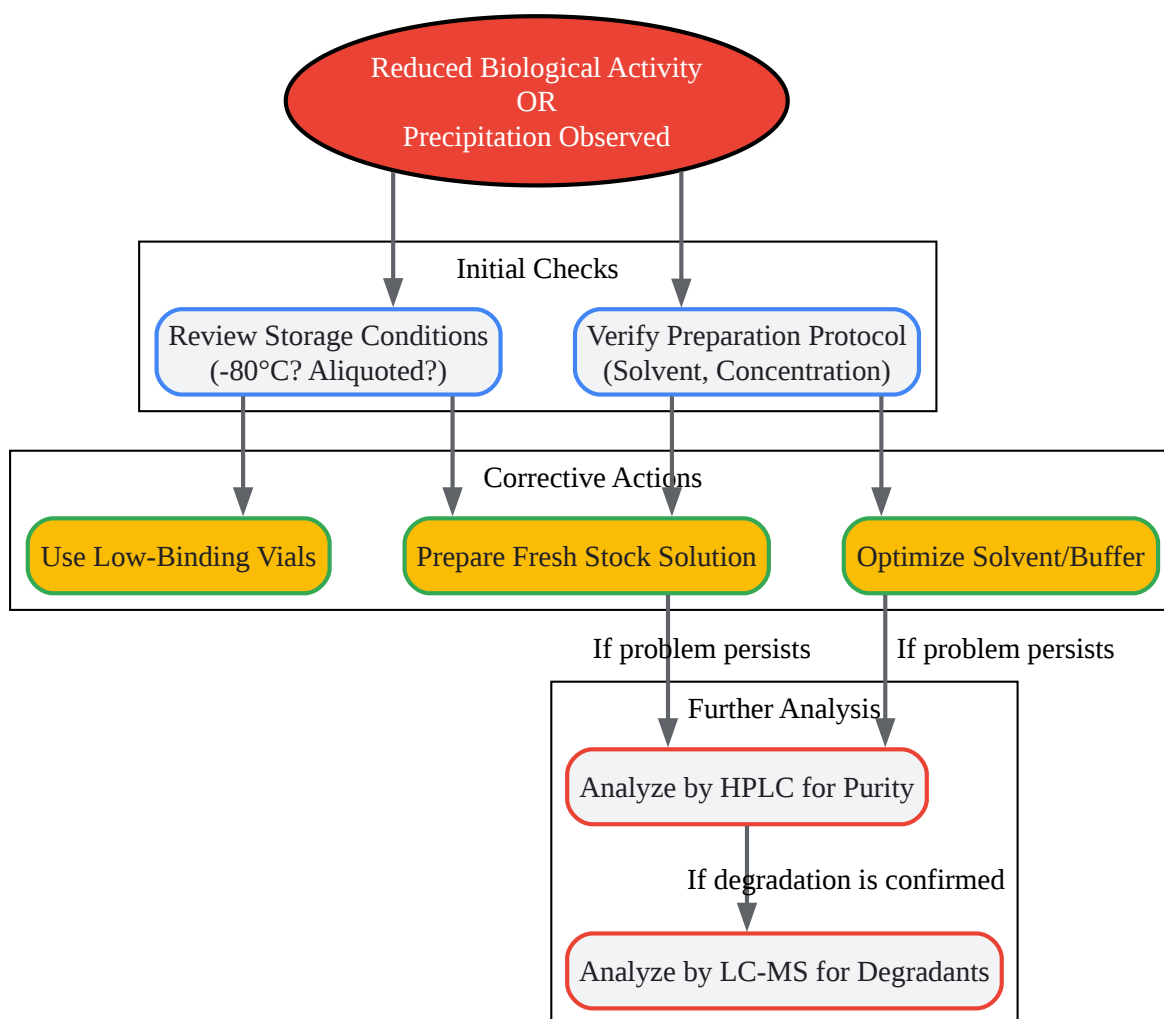 Reduced Biological Activity
OR
Precipitation Observed
Initial Checks
Review Storage Conditions
(-80°C? Aliquoted?)
Verify Preparation Protocol
(Solvent, Concentration)
Corrective Actions
Use Low-Binding Vials
Prepare Fresh Stock Solution
Optimize Solvent/Buffer
If problem persists
If problem persists
Further Analysis
Analyze by HPLC for Purity
If degradation is confirmed
Analyze by LC-MS for Degradants